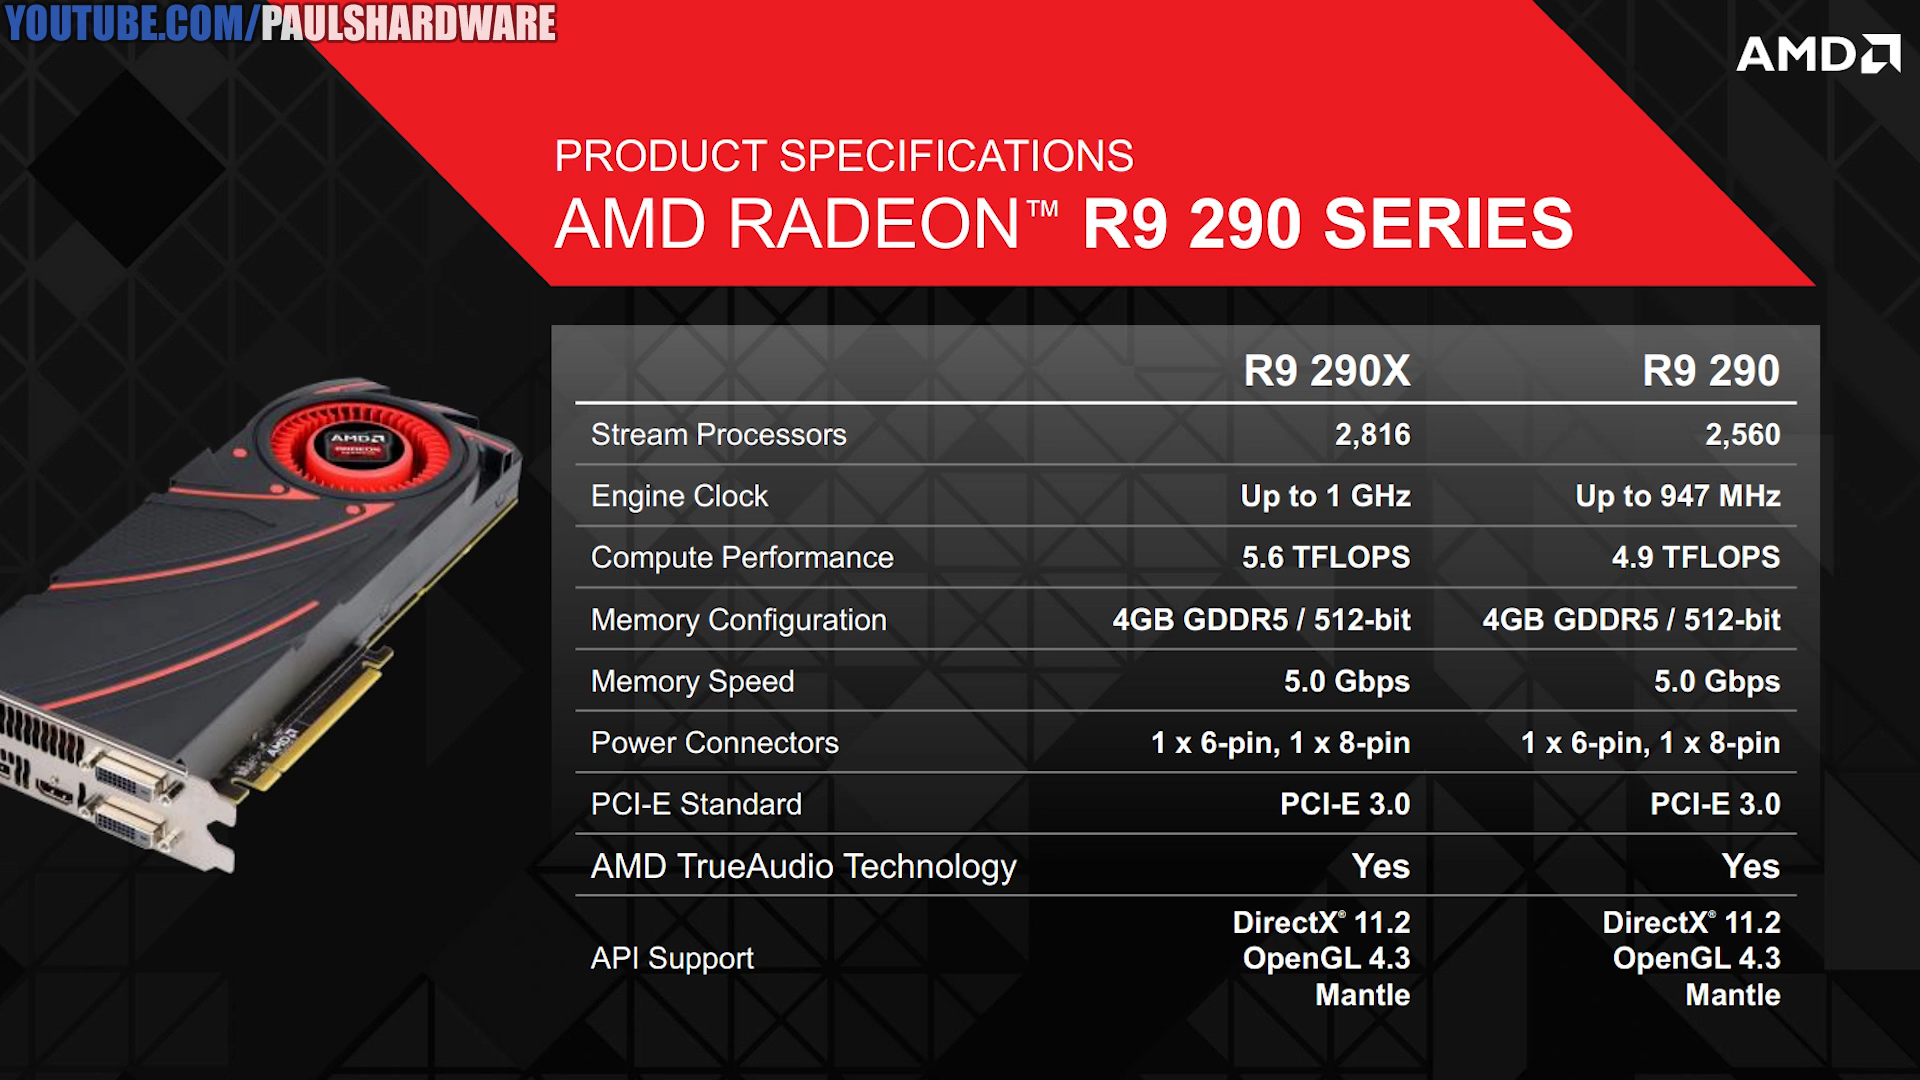 YOUTUBE.COM/PAULSHARDWARE
AMD
PRODUCT SPECIFICATIONS
AMD RADEON™ R9 290 SERIES
R9 290X R9 290
Stream Processors 2,816 2,560
Engine Clock Up to 1 GHz Up to 947 MHz
Compute Performance 5.6 TFLOPS 4.9 TFLOPS
Memory Configuration 4GB GDDR5 / 512-bit 4GB GDDR5 / 512-bit
Memory Speed 5.0 Gbps 5.0 Gbps
Power Connectors 1 x 6-pin, 1 x 8-pin 1 x 6-pin, 1 x 8-pin
PCI-E Standard PCI-E 3.0 PCI-E 3.0
AMD TrueAudio Technology Yes Yes
API Support
DirectX® 11.2 DirectX® 11.2
OpenGL 4.3 OpenGL 4.3
Mantle Mantle
AMD
RADEON
AMD